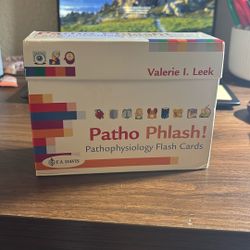 Valerie I. Leek
Patho Phlash!
Pathophysiology Flash Cards
F.A. DAVIS